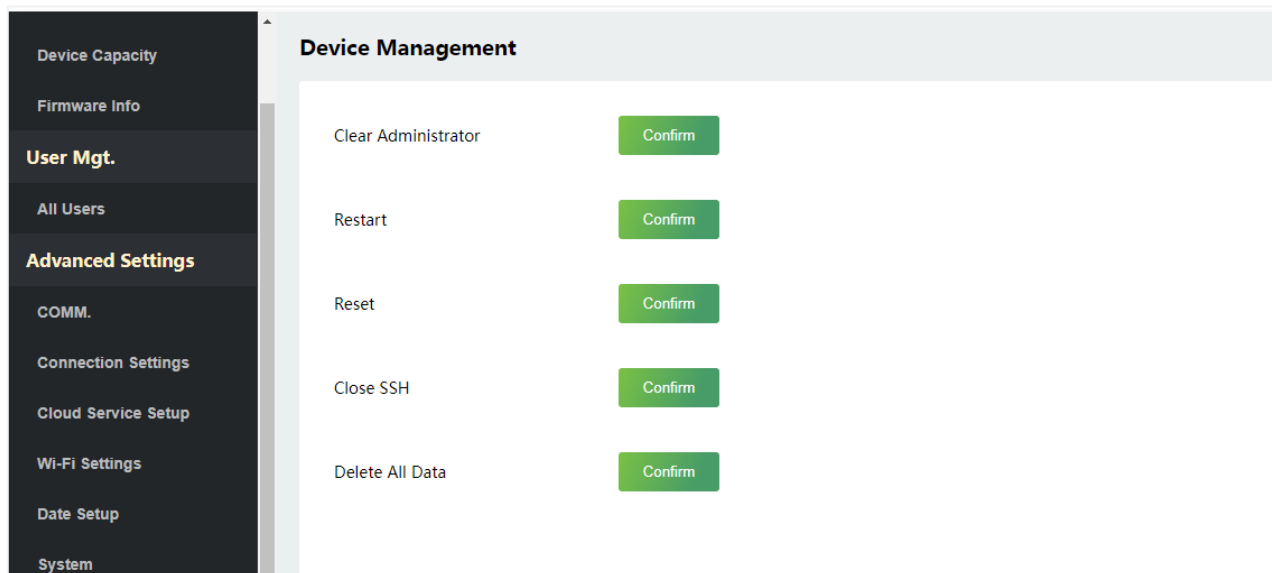 Device Capacity
Firmware Info
User Mgt.
All Users
Advanced Settings
COMM.
Connection Settings
Cloud Service Setup
Wi-Fi Settings
Date Setup
System
Device Management
Clear Administrator Confirm
Restart Confirm
Reset Confirm
Close SSH Confirm
Delete All Data Confirm